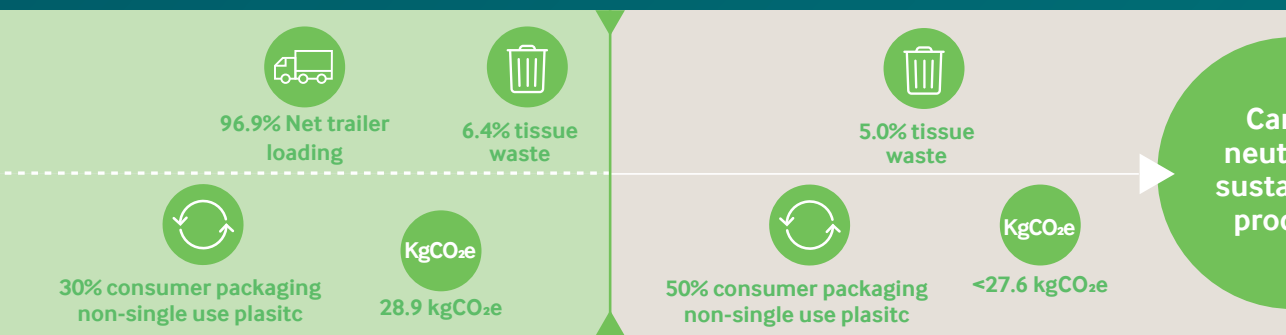 96.9% Net trailer
loading
6.4% tissue
waste
5.0% tissue
waste
KgCO₂e
30% consumer packaging
non-single use plasitc
28.9 kgCO₂e
KgCO₂e
50% consumer packaging
non-single use plasitc
<27.6 kgCO₂e